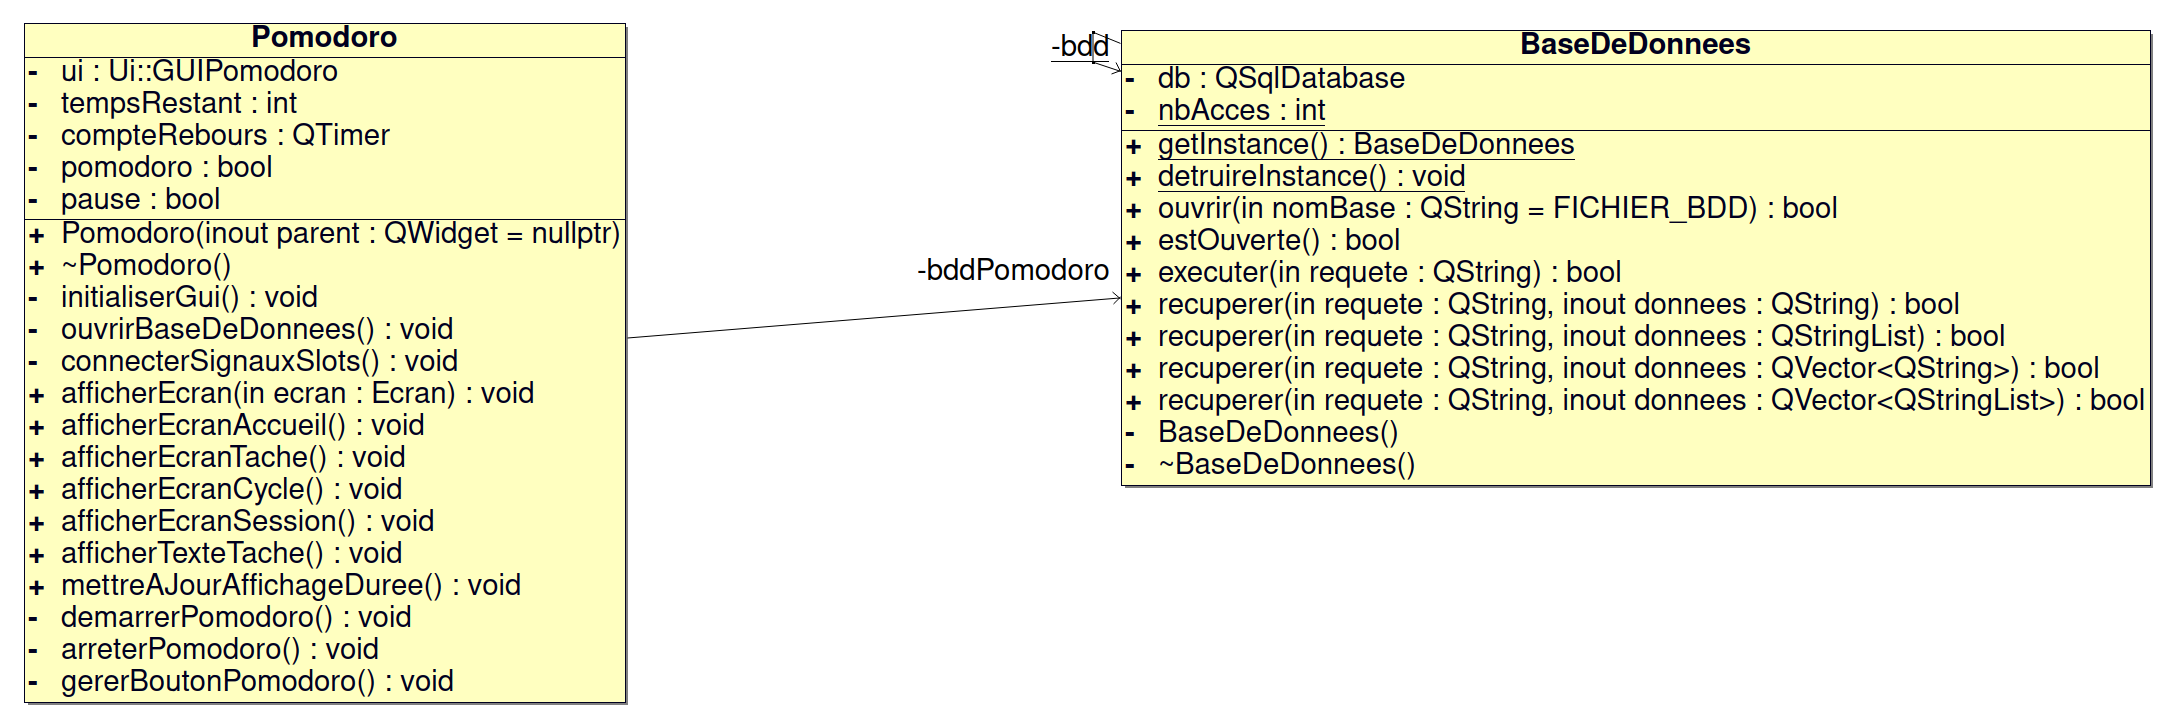 Pomodoro
- ui : Ui::GUIPomodoro
- tempsRestant : int
- compteRebours : QTimer
- pomodoro : bool
- pause : bool
+ Pomodoro(inout parent : QWidget = nullptr)
+ ~Pomodoro()
- initialiserGui() : void
- ouvrirBaseDeDonnees() : void
- connecterSignauxSlots() : void
+ afficherEcran(in ecran : Ecran) : void
+ afficherEcranAccueil() : void
+ afficherEcranTache() : void
+ afficherEcranCycle() : void
+ afficherEcranSession() : void
+ afficherTexteTache() : void
+ mettreAJourAffichageDuree() : void
- demarrerPomodoro() : void
- arreterPomodoro() : void
- gererBoutonPomodoro() : void
-bddPomodoro
-bdd
BaseDeDonnees
- db : QSqlDatabase
- nbAcces : int
+ getInstance() : BaseDeDonnees
+ detruireInstance() : void
+ ouvrir(in nomBase : QString = FICHIER_BDD) : bool
+ estOuverte() : bool
+ executer(in requete : QString) : bool
+ recuperer(in requete : QString, inout donnees : QString) : bool
+ recuperer(in requete : QString, inout donnees : QStringList) : bool
+ recuperer(in requete : QString, inout donnees : QVector<QString>) : bool
+ recuperer(in requete : QString, inout donnees : QVector<QStringList>) : bool
- BaseDeDonnees()
- ~BaseDeDonnees()